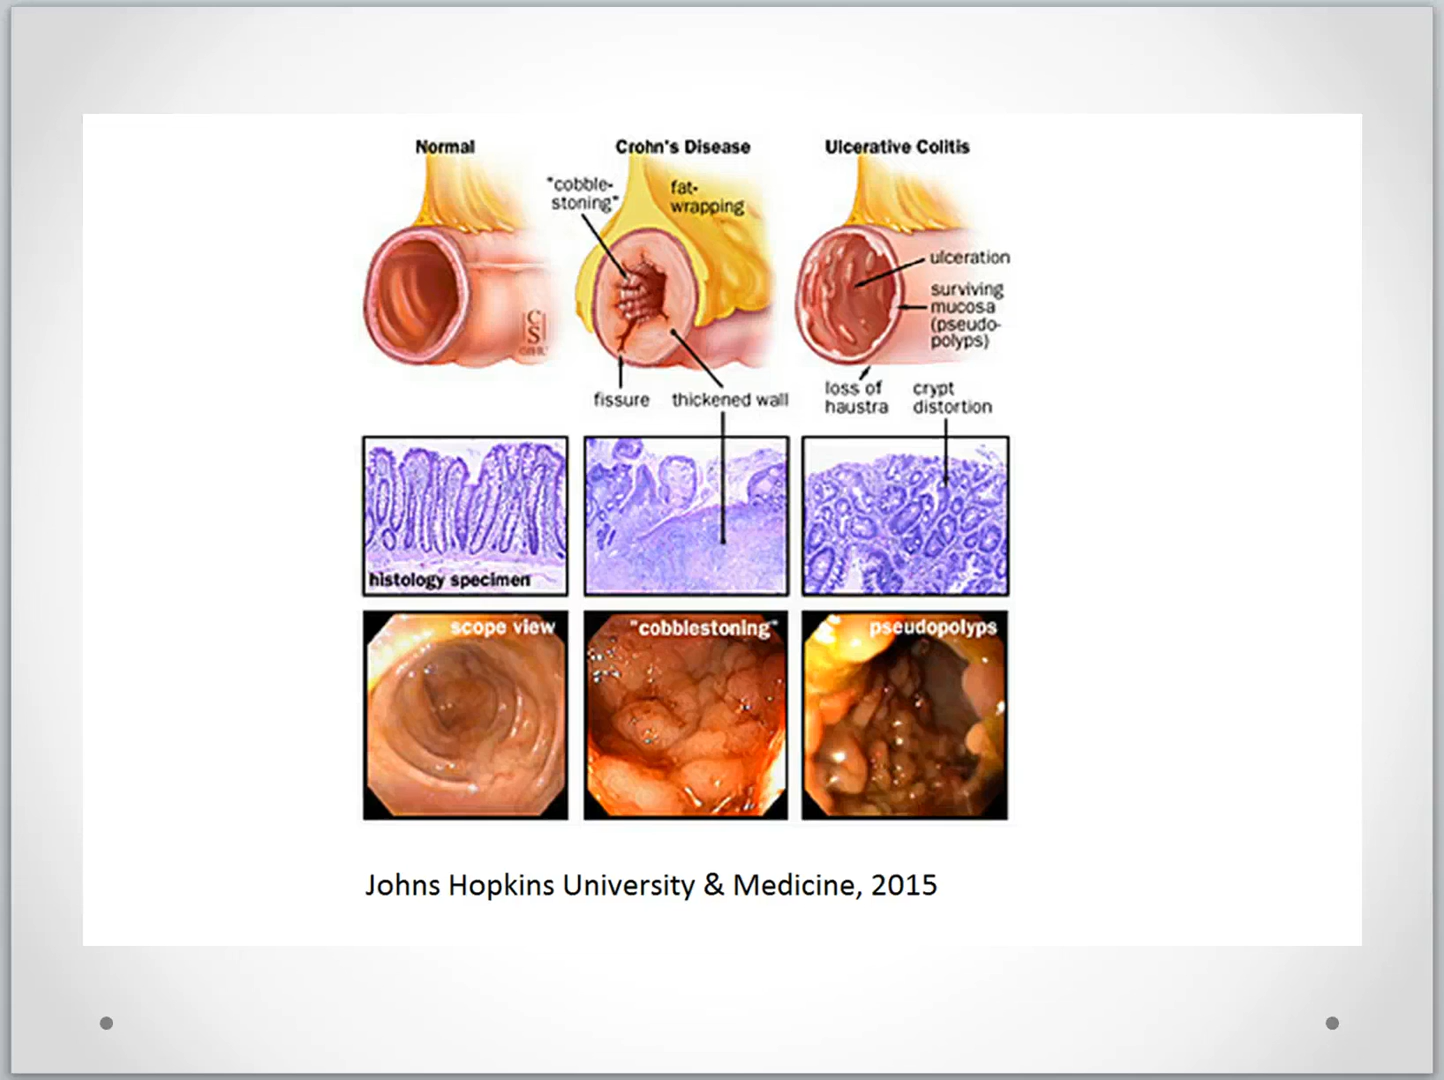 Normal
Crohn's Disease
Ulcerative Colitis
"cobble-
stoning"
fat-
wrapping
ulceration
surviving
mucosa
(pseudo-
polyps)
fissure
thickened wall
loss of
haustra
crypt
distortion
C
S
histology specimen
scope view
"cobblestoning"
pseudopolyps
Johns Hopkins University & Medicine, 2015